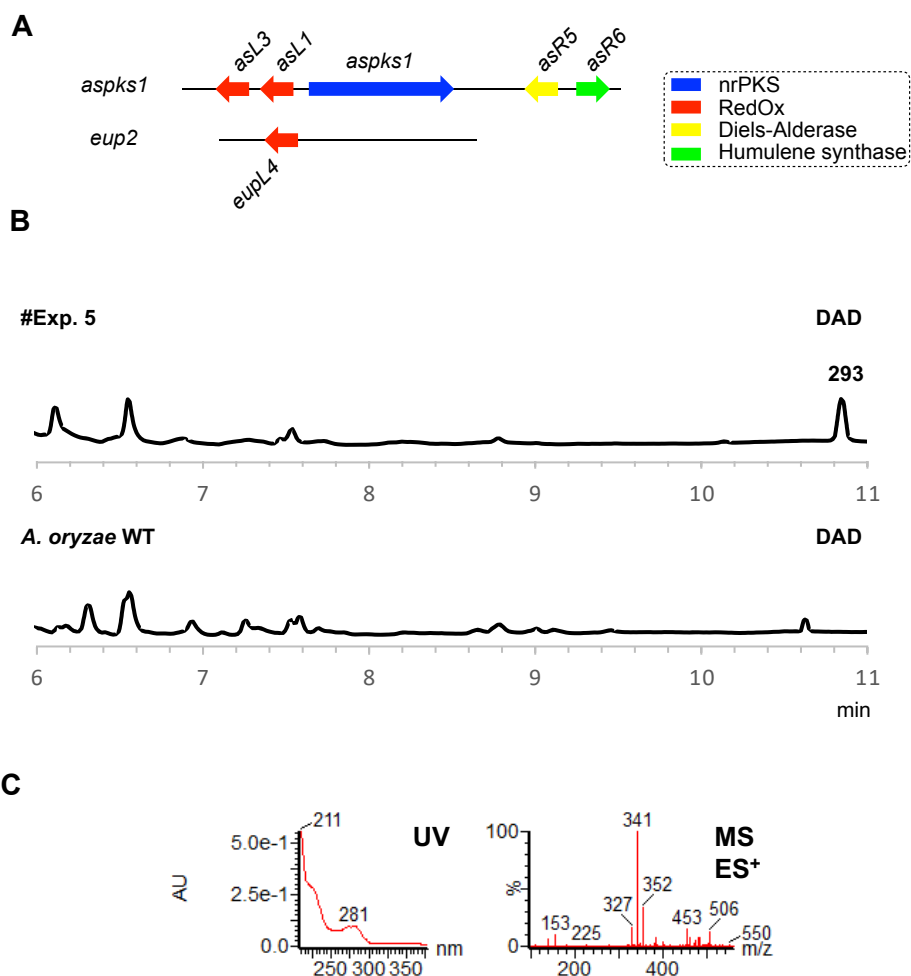 A
asL3 asL1 aspks1 asR5 asR6
aspks1
eup2
eupL4
nrPKS
RedOx
Diels-Alderase
Humulene synthase
B
#Exp. 5 DAD
293
6 7 8 9 10 11
A. oryzae WT DAD
6 7 8 9 10 11
min
C
211 UV
5.0e-1
AU
2.5e-1
281
0.0
nm
250 300 350
341 MS
100 ES⁺
%
352
327
153 225 453 506 550
0 m/z
200 400